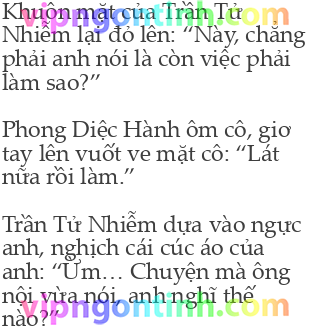 Khuôn mặt của Trần Tử
Nhiễm lại đỏ lên: “Này, chẳng
phải anh nói là còn việc phải
làm sao?”
Phong Diệc Hành ôm cô, giơ
tay lên vuốt ve mặt cô: “Lát
nữa rồi làm.”
Trần Tử Nhiễm dựa vào ngực
anh, nghịch cái cúc áo của
anh: “Ừm… Chuyện mà ông
nội vừa nói, anh nghĩ thế
nào?”
vipngontinh.com
vipngontinh.com